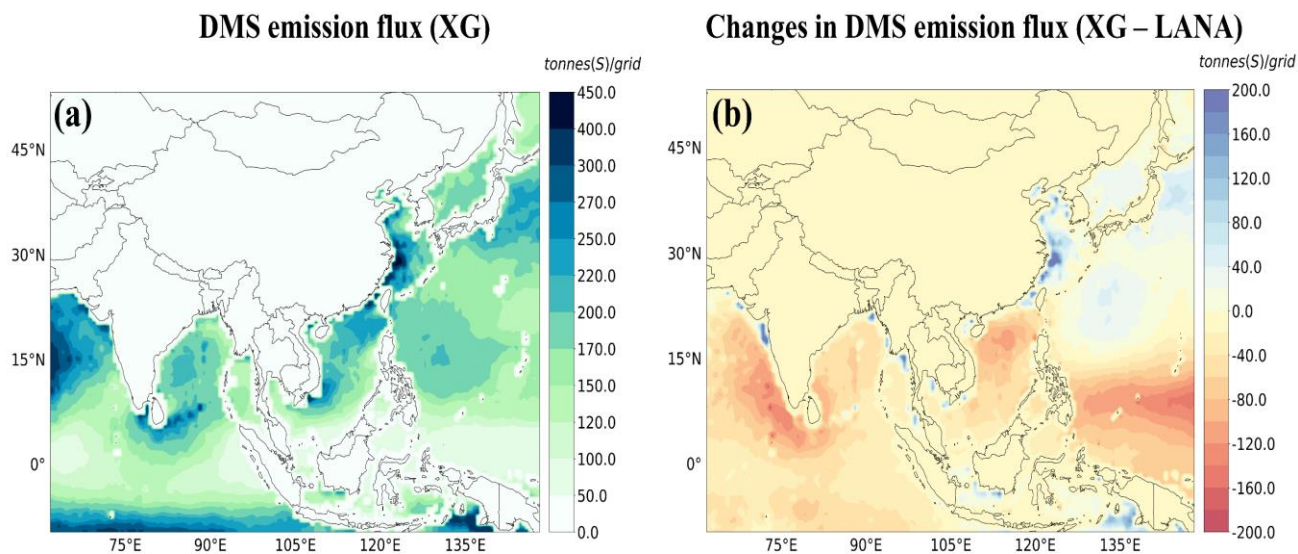 DMS emission flux (XG)
Changes in DMS emission flux (XG – LANA)
tonnes(S)/grid
(a)
45°N
30°N
15°N
0°
75°E
90°E
105°E
120°E
135°E
450.0
400.0
300.0
270.0
250.0
220.0
200.0
170.0
150.0
120.0
100.0
50.0
0.0
tonnes(S)/grid
(b)
45°N
30°N
15°N
0°
75°E
90°E
105°E
120°E
135°E
200.0
160.0
120.0
80.0
40.0
0.0
-40.0
-80.0
-120.0
-160.0
-200.0